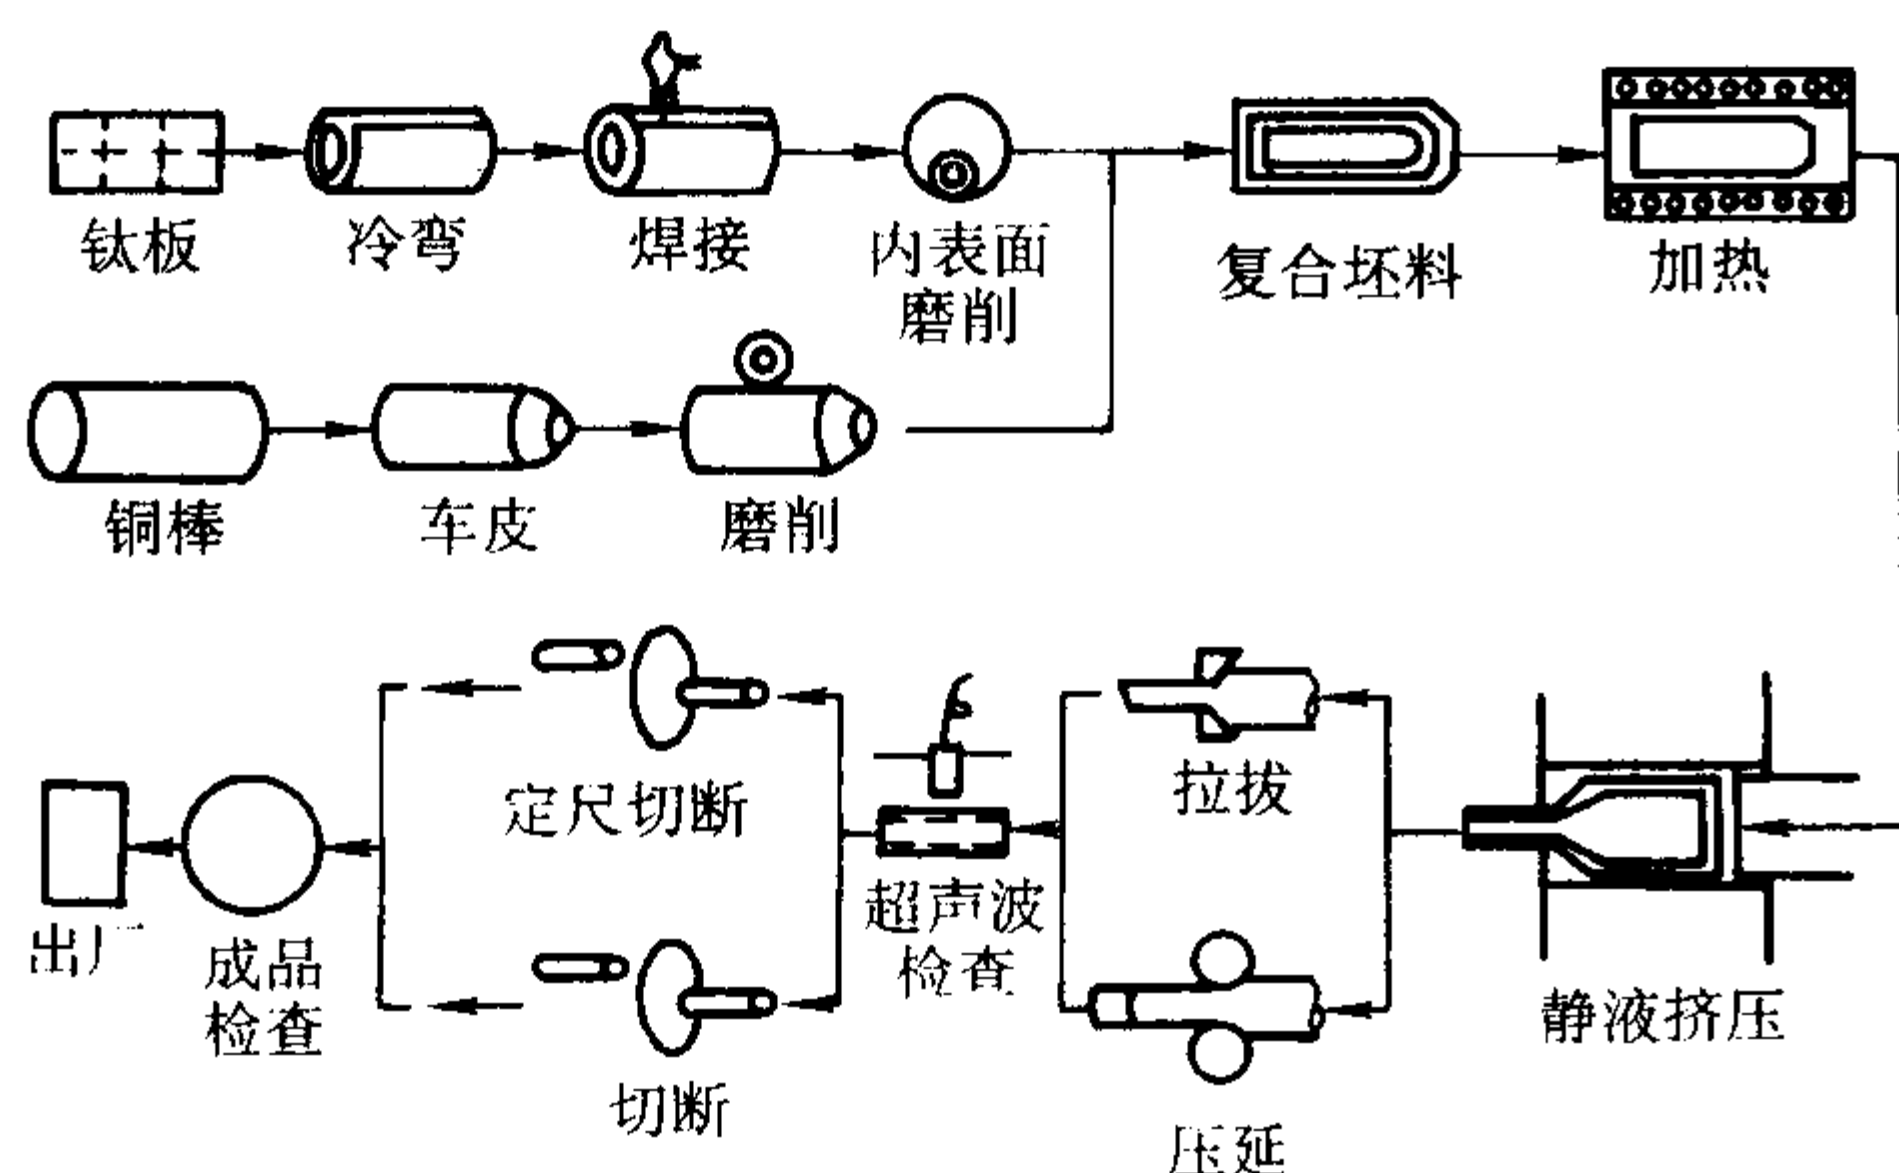 钛板
冷弯
焊接
内表面
磨削
复合坯料
加热
铜棒
车皮
磨削
定尺切断
拉拔
超声波
检查
出厂
成品
检查
静液挤压
切断
压延